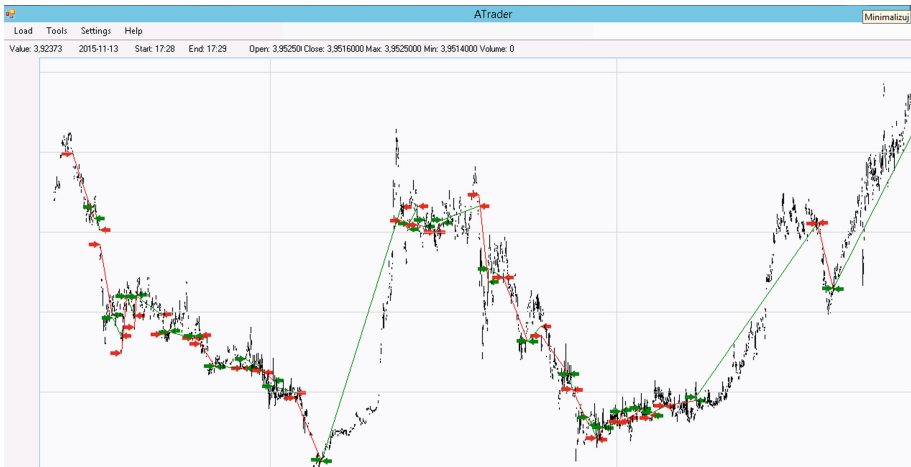 ATrader
Minimalizuj
Load Tools Settings Help
Value: 3,92373 2015-11-13 Start: 17:28 End: 17:29 Open: 3,95250 Close: 3,9516000 Max: 3,9525000 Min: 3,9514000 Volume: 0